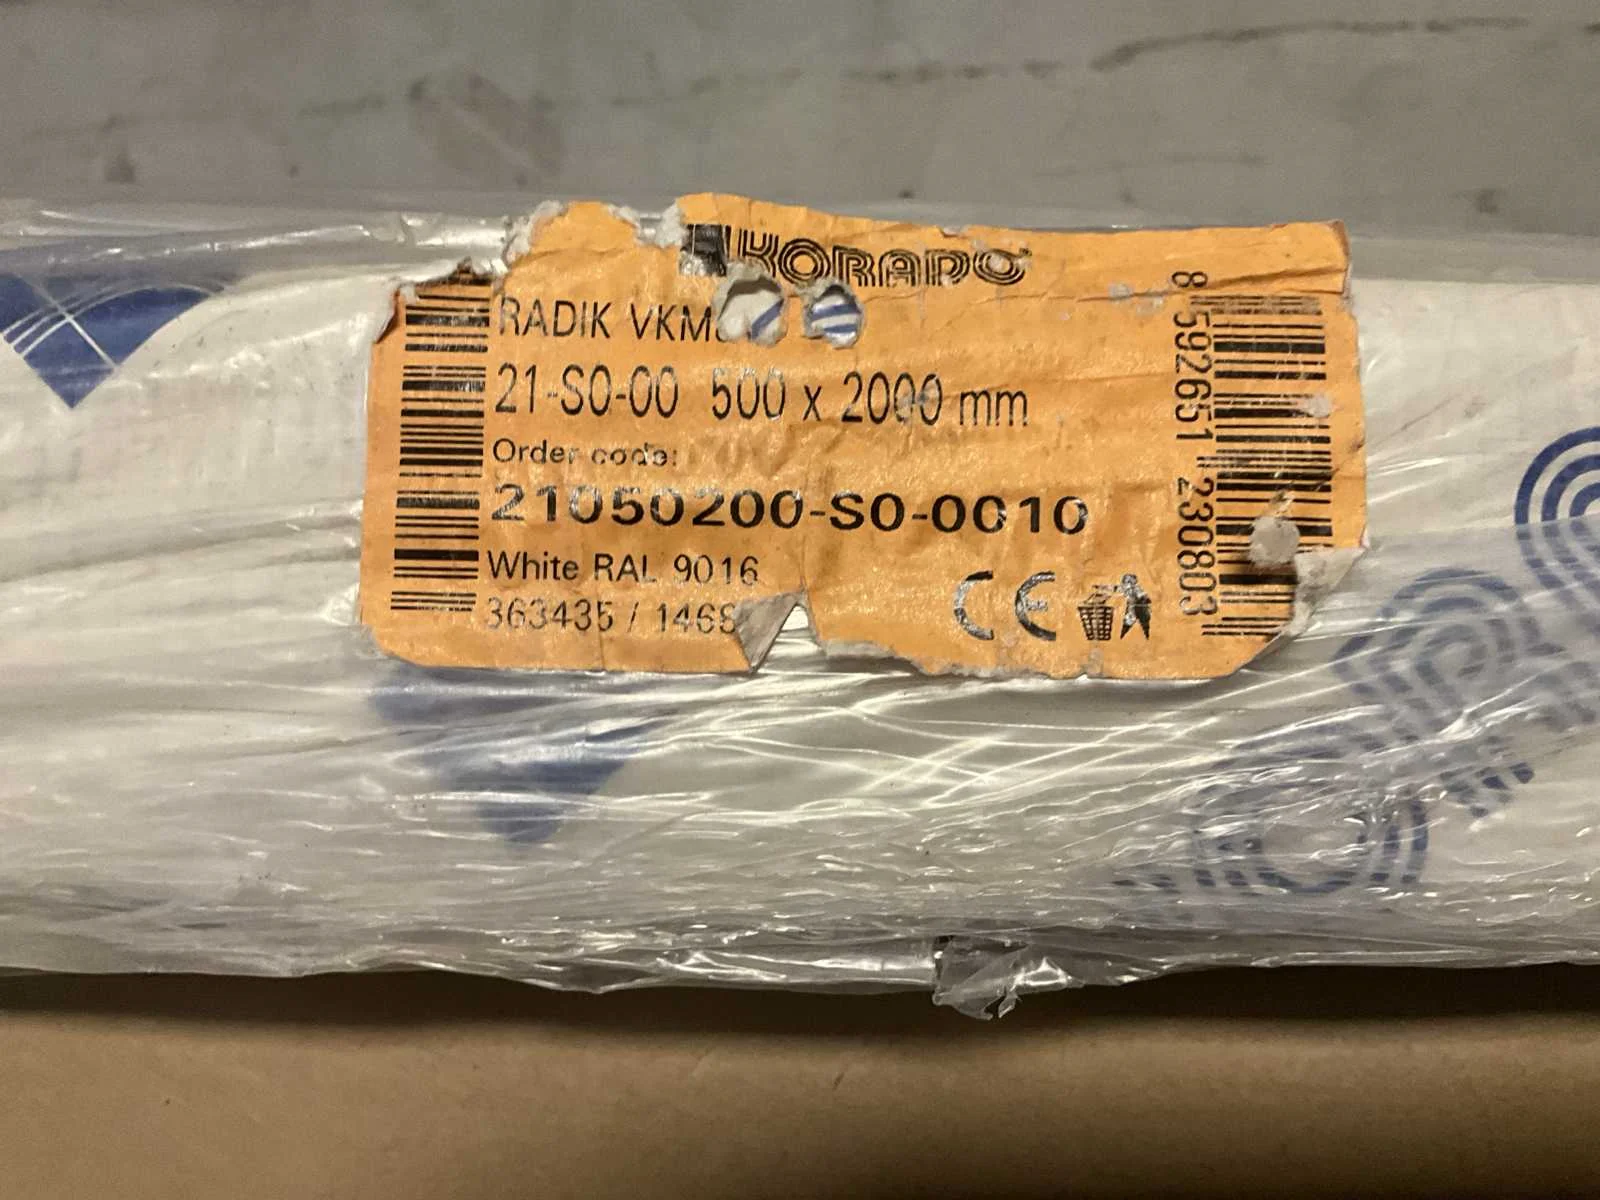 KORADO
RADIK VKM
21-S0-00 500 x 2000 mm
Order code:
21050200-S0-0010
White RAL 9016
363435 / 1468
CE
8 592651 230803